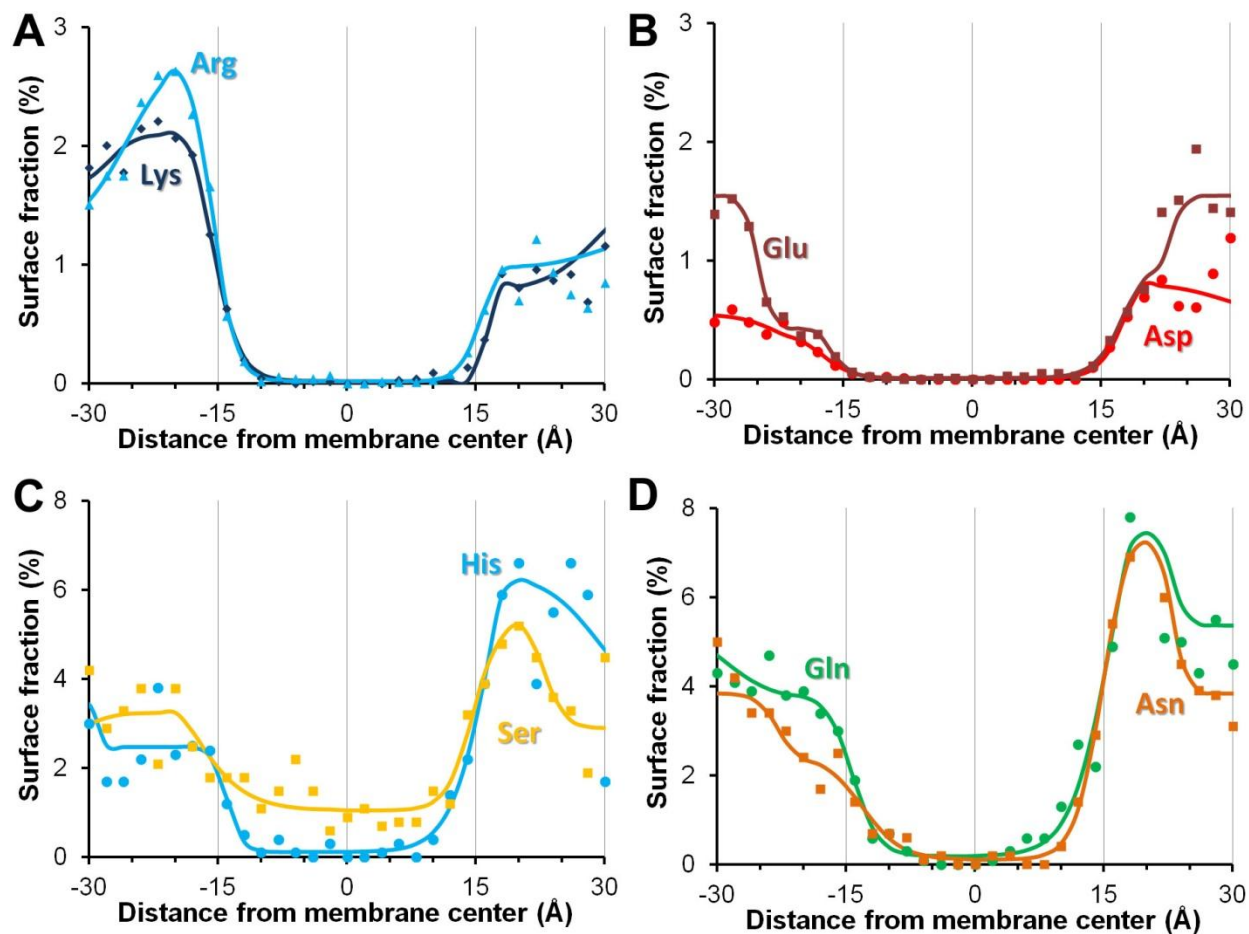 A
Surface fraction (%)
3
2
1
0
Arg
Lys
-30 -15 0 15 30
Distance from membrane center (Å)
B
Surface fraction (%)
3
2
1
0
Glu
Asp
-30 -15 0 15 30
Distance from membrane center (Å)
C
Surface fraction (%)
8
6
4
2
0
His
Ser
-30 -15 0 15 30
Distance from membrane center (Å)
D
Surface fraction (%)
8
6
4
2
0
Gln
Asn
-30 -15 0 15 30
Distance from membrane center (Å)